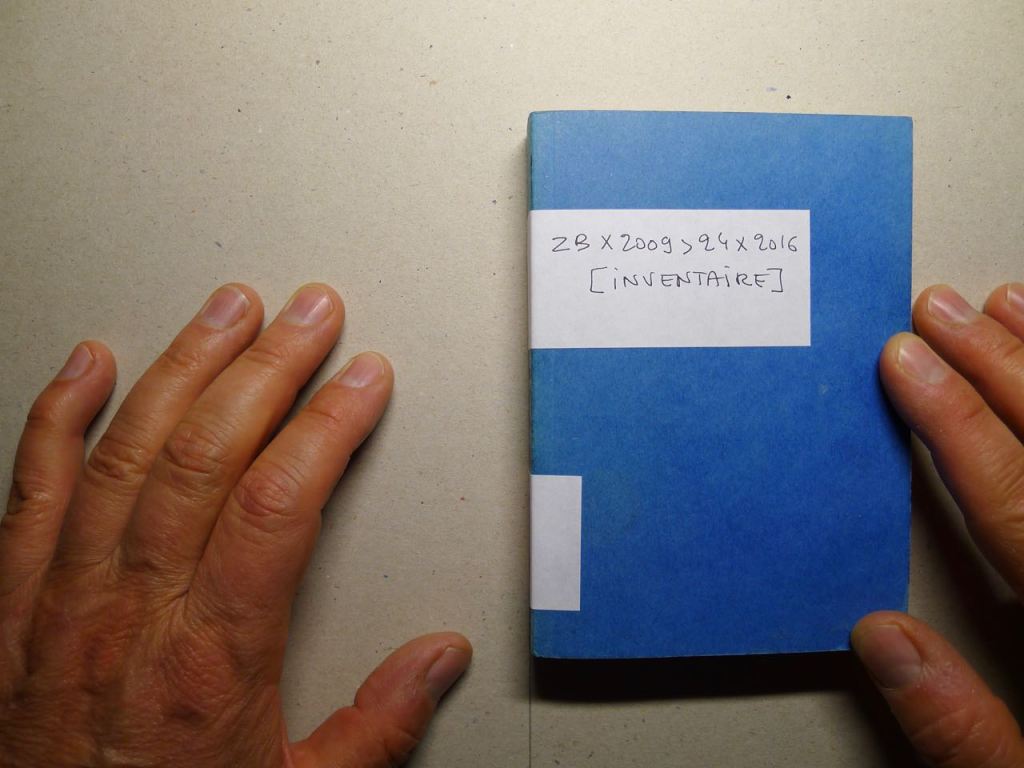 28 X 2009 > 24 X 2016
[iNVENTAiRE]